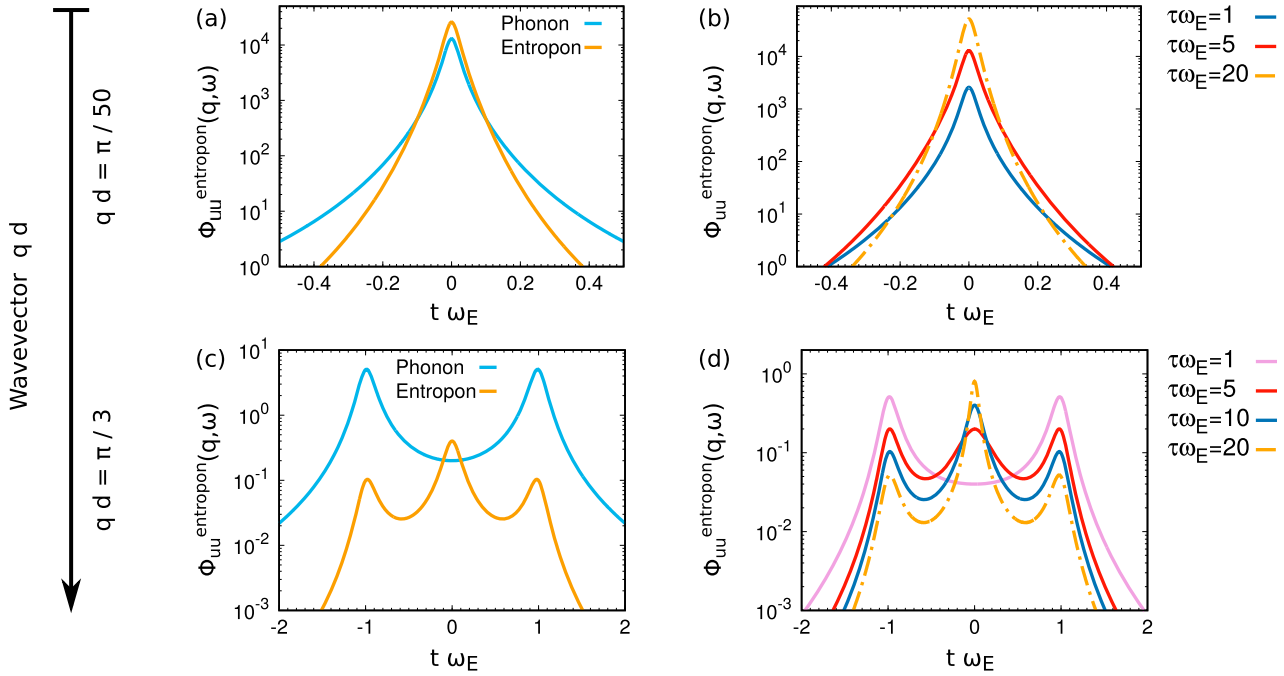 Wavevector q d
q d = π / 50
q d = π / 3
(a)
Phonon
Entropon
Φuu^entropon(q,ω)
10^4
10^3
10^2
10^1
10^0
-0.4 -0.2 0 0.2 0.4
t ωE
(b)
τωE=1
τωE=5
τωE=20
Φuu^entropon(q,ω)
10^4
10^3
10^2
10^1
10^0
-0.4 -0.2 0 0.2 0.4
t ωE
(c)
Phonon
Entropon
Φuu^entropon(q,ω)
10^1
10^0
10^-1
10^-2
10^-3
-2 -1 0 1 2
t ωE
(d)
τωE=1
τωE=5
τωE=10
τωE=20
Φuu^entropon(q,ω)
10^0
10^-1
10^-2
10^-3
-2 -1 0 1 2
t ωE